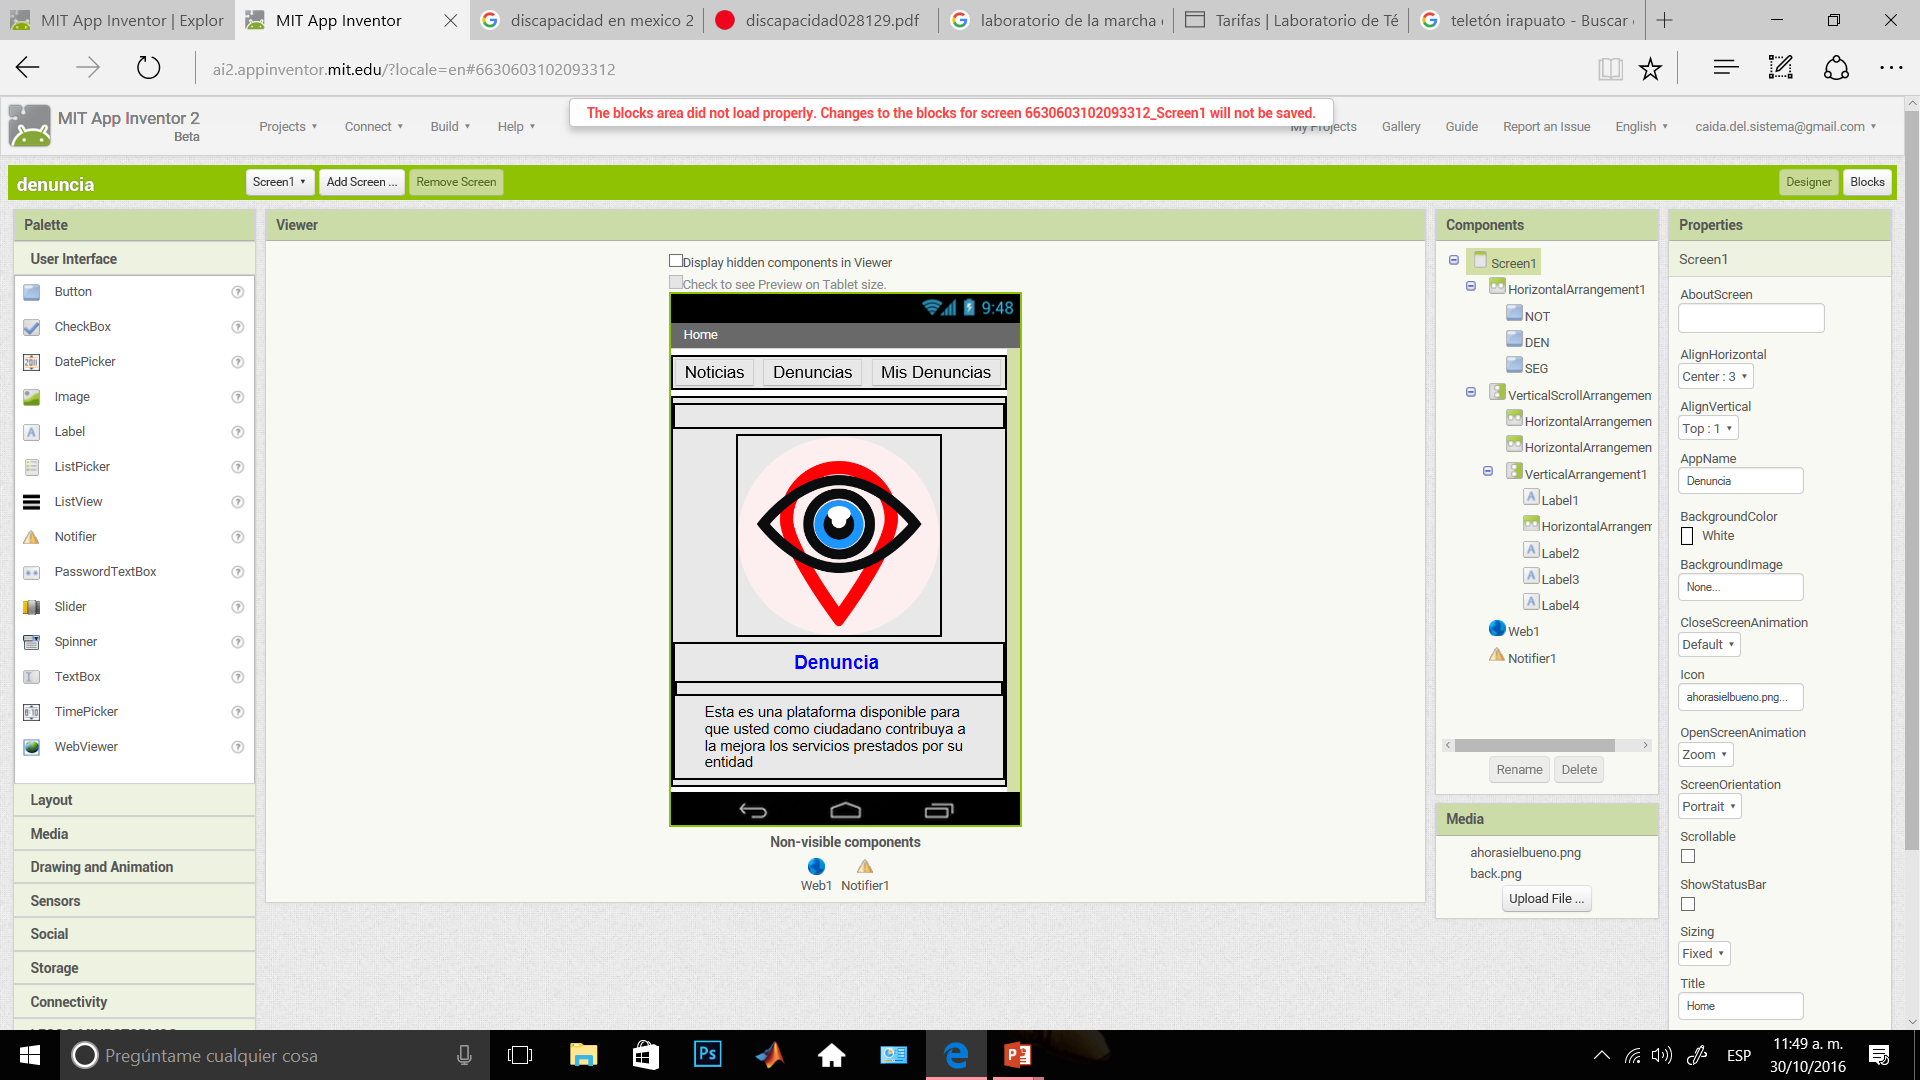 MIT App Inventor | Explor
MIT App Inventor
discapacidad en mexico 2
discapacidad028129.pdf
laboratorio de la marcha
Tarifas | Laboratorio de Té
teletón irapuato - Buscar
ai2.appinventor.mit.edu/?locale=en#6630603102093312
MIT App Inventor 2
Beta
Projects
Connect
Build
Help
The blocks area did not load properly. Changes to the blocks for screen 6630603102093312_Screen1 will not be saved.
My Projects
Gallery
Guide
Report an Issue
English
caida.del.sistema@gmail.com
denuncia
Screen1
Add Screen ...
Remove Screen
Designer
Blocks
Palette
User Interface
Button
CheckBox
DatePicker
Image
Label
ListPicker
ListView
Notifier
PasswordTextBox
Slider
Spinner
TextBox
TimePicker
WebViewer
Layout
Media
Drawing and Animation
Sensors
Social
Storage
Connectivity
Viewer
Display hidden components in Viewer
Check to see Preview on Tablet size.
9:48
Home
Noticias
Denuncias
Mis Denuncias
Denuncia
Esta es una plataforma disponible para
que usted como ciudadano contribuya a
la mejora los servicios prestados por su
entidad
Non-visible components
Web1
Notifier1
Components
Screen1
HorizontalArrangement1
NOT
DEN
SEG
VerticalScrollArrangemen
HorizontalArrangemen
HorizontalArrangemen
VerticalArrangement1
Label1
HorizontalArrangem
Label2
Label3
Label4
Web1
Notifier1
Rename
Delete
Media
ahorasielbueno.png
back.png
Upload File ...
Properties
Screen1
AboutScreen
AlignHorizontal
Center : 3
AlignVertical
Top : 1
AppName
Denuncia
BackgroundColor
White
BackgroundImage
None...
CloseScreenAnimation
Default
Icon
ahorasielbueno.png...
OpenScreenAnimation
Zoom
ScreenOrientation
Portrait
Scrollable
ShowStatusBar
Sizing
Fixed
Title
Home
Pregúntame cualquier cosa
Ps
ESP
11:49 a. m.
30/10/2016